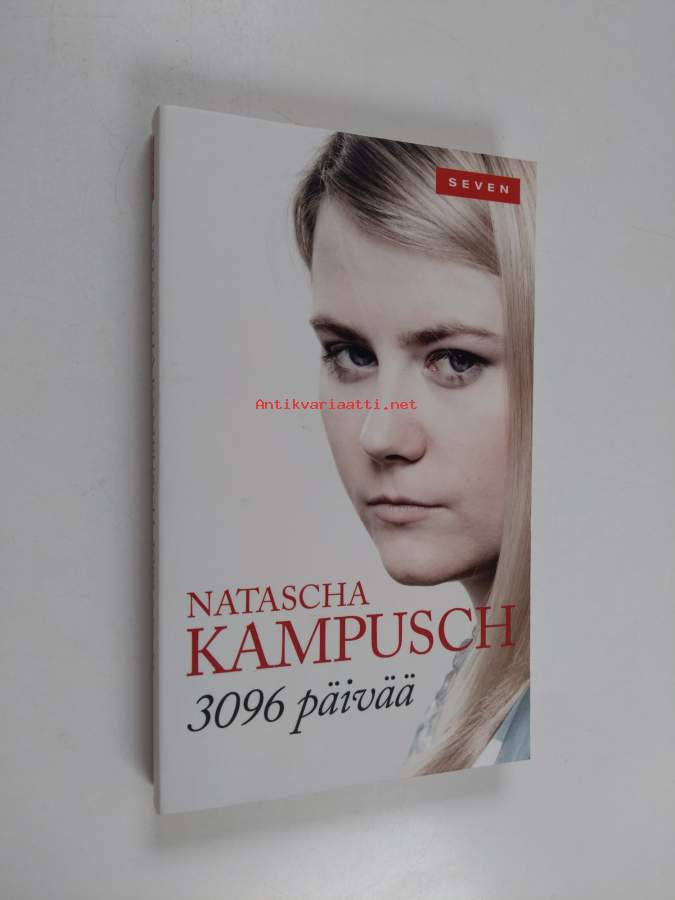 SEVEN
Antikvariaatti.net
NATASCHA
KAMPUSCH
3096 päivää